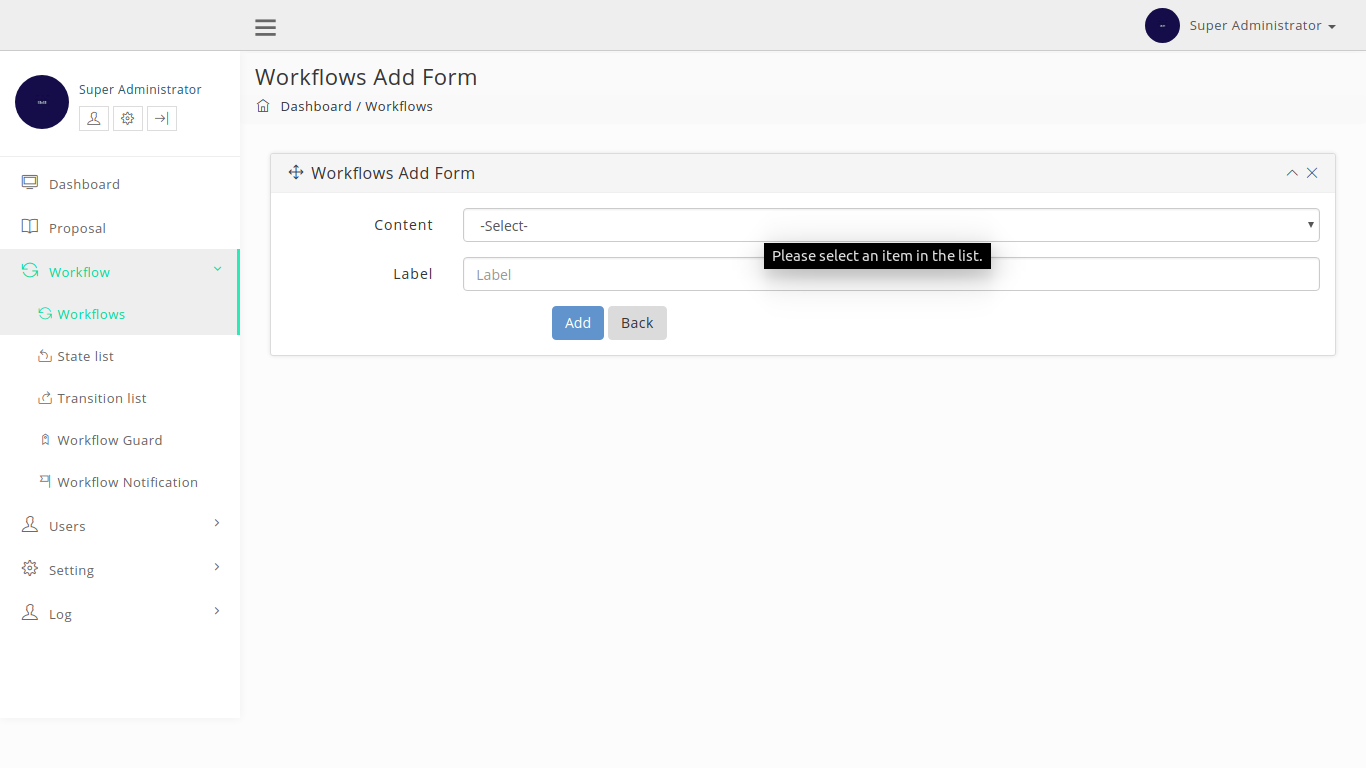 Super Administrator
Super Administrator
Workflows Add Form
Dashboard / Workflows
Dashboard
Proposal
Workflow
Workflows
State list
Transition list
Workflow Guard
Workflow Notification
Users
Setting
Log
Workflows Add Form
Content
-Select-
Please select an item in the list.
Label
Label
Add
Back